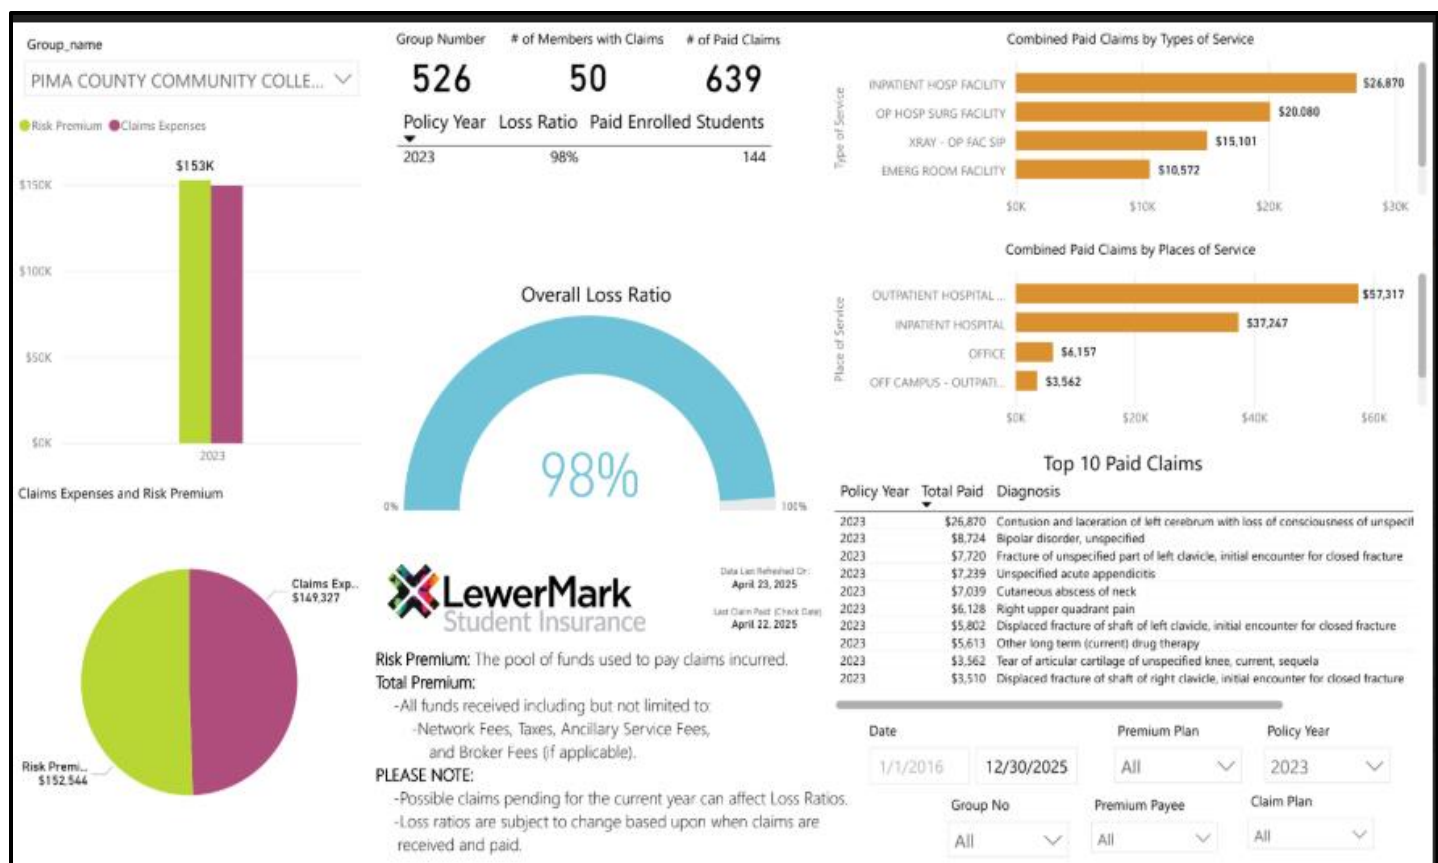 Group_name
PIMA COUNTY COMMUNITY COLLE...
Risk Premium Claims Expenses
$153K
$150K
$100K
$50K
$0K
2023
Claims Expenses and Risk Premium
Claims Exp...
$149,327
Risk Premi...
$152,544
Group Number # of Members with Claims # of Paid Claims
526 50 639
Policy Year Loss Ratio Paid Enrolled Students
2023 98% 144
Overall Loss Ratio
98%
0% 100%
LewerMark
Student Insurance
Data Last Refreshed On:
April 23, 2025
Last Claim Paid (Check Date)
April 22, 2025
Risk Premium: The pool of funds used to pay claims incurred.
Total Premium:
-All funds received including but not limited to:
-Network Fees, Taxes, Ancillary Service Fees,
and Broker Fees (if applicable).
PLEASE NOTE:
-Possible claims pending for the current year can affect Loss Ratios.
-Loss ratios are subject to change based upon when claims are
received and paid.
Combined Paid Claims by Types of Service
Type of Service
INPATIENT HOSP FACILITY $26,870
OP HOSP SURG FACILITY $20,080
XRAY - OP FAC SIP $15,101
EMERG ROOM FACILITY $10,572
$0K $10K $20K $30K
Combined Paid Claims by Places of Service
Place of Service
OUTPATIENT HOSPITAL ... $57,317
INPATIENT HOSPITAL $37,247
OFFICE $6,157
OFF CAMPUS - OUTPATI... $3,562
$0K $20K $40K $60K
Top 10 Paid Claims
Policy Year Total Paid Diagnosis
2023 $26,870 Contusion and laceration of left cerebrum with loss of consciousness of unspecif
2023 $8,724 Bipolar disorder, unspecified
2023 $7,720 Fracture of unspecified part of left clavicle, initial encounter for closed fracture
2023 $7,239 Unspecified acute appendicitis
2023 $7,039 Cutaneous abscess of neck
2023 $6,128 Right upper quadrant pain
2023 $5,802 Displaced fracture of shaft of left clavicle, initial encounter for closed fracture
2023 $5,613 Other long term (current) drug therapy
2023 $3,562 Tear of articular cartilage of unspecified knee, current, sequela
2023 $3,510 Displaced fracture of shaft of right clavicle, initial encounter for closed fracture
Date Premium Plan Policy Year
1/1/2016 12/30/2025 All 2023
Group No Premium Payee Claim Plan
All All All